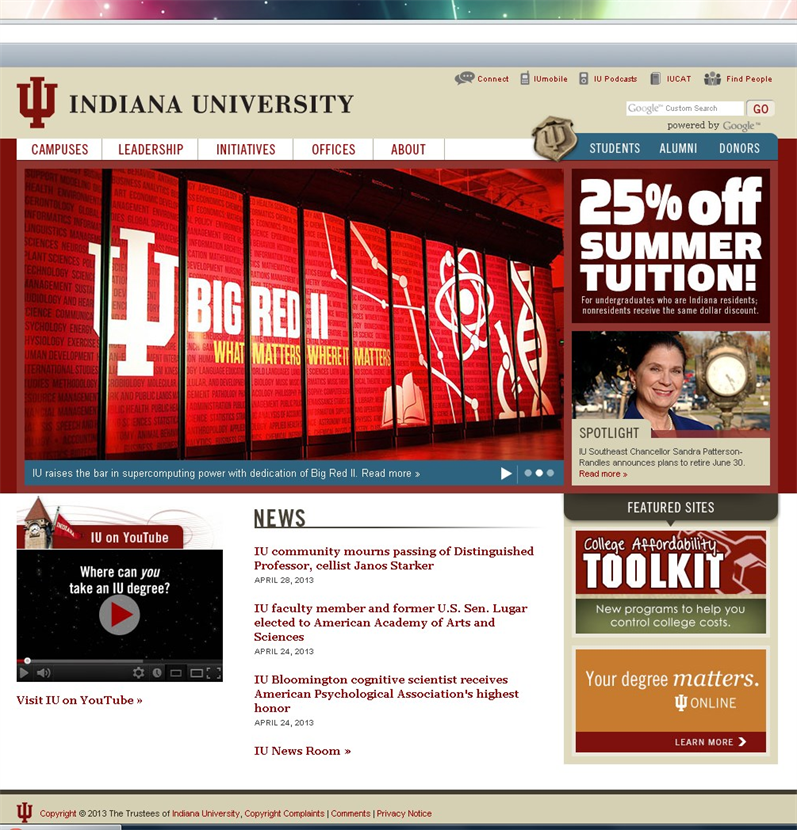 Connect IUmobile IU Podcasts IUCAT Find People
INDIANA UNIVERSITY
Google™ Custom Search GO
powered by Google™
CAMPUSES LEADERSHIP INITIATIVES OFFICES ABOUT
STUDENTS ALUMNI DONORS
BIG RED II
WHAT MATTERS WHERE IT MATTERS
IU raises the bar in supercomputing power with dedication of Big Red II. Read more »
25% off
SUMMER
TUITION!
For undergraduates who are Indiana residents;
nonresidents receive the same dollar discount.
SPOTLIGHT
IU Southeast Chancellor Sandra Patterson-
Randles announces plans to retire June 30.
Read more »
INDIANA
IU on YouTube
Where can you
take an IU degree?
Visit IU on YouTube »
NEWS
IU community mourns passing of Distinguished
Professor, cellist Janos Starker
APRIL 28, 2013
IU faculty member and former U.S. Sen. Lugar
elected to American Academy of Arts and
Sciences
APRIL 24, 2013
IU Bloomington cognitive scientist receives
American Psychological Association's highest
honor
APRIL 24, 2013
IU News Room »
FEATURED SITES
College Affordability
TOOLKIT
New programs to help you
control college costs.
Your degree matters.
ONLINE
LEARN MORE
Copyright © 2013 The Trustees of Indiana University, Copyright Complaints | Comments | Privacy Notice